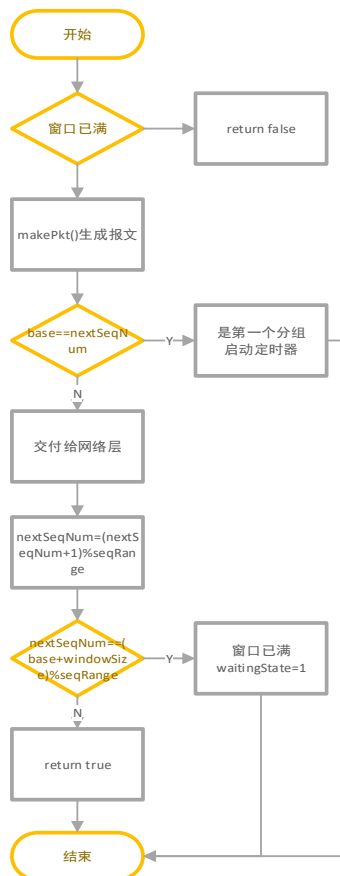 开始
窗口已满
return false
makePkt()生成报文
base==nextSeqN
um
Y
是第一个分组
启动定时器
N
交付给网络层
nextSeqNum=(nextS
eqNum+1)%seqRan
ge
nextSeqNum==(
base+windowSiz
e)%seqRange
Y
窗口已满
waitingState=1
N
return true
结束